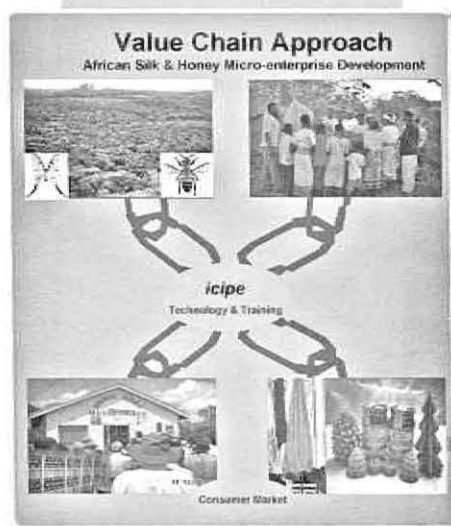 Value Chain Approach
African Silk & Honey Micro-enterprise Development
icipe
Technology & Training
Consumer Market